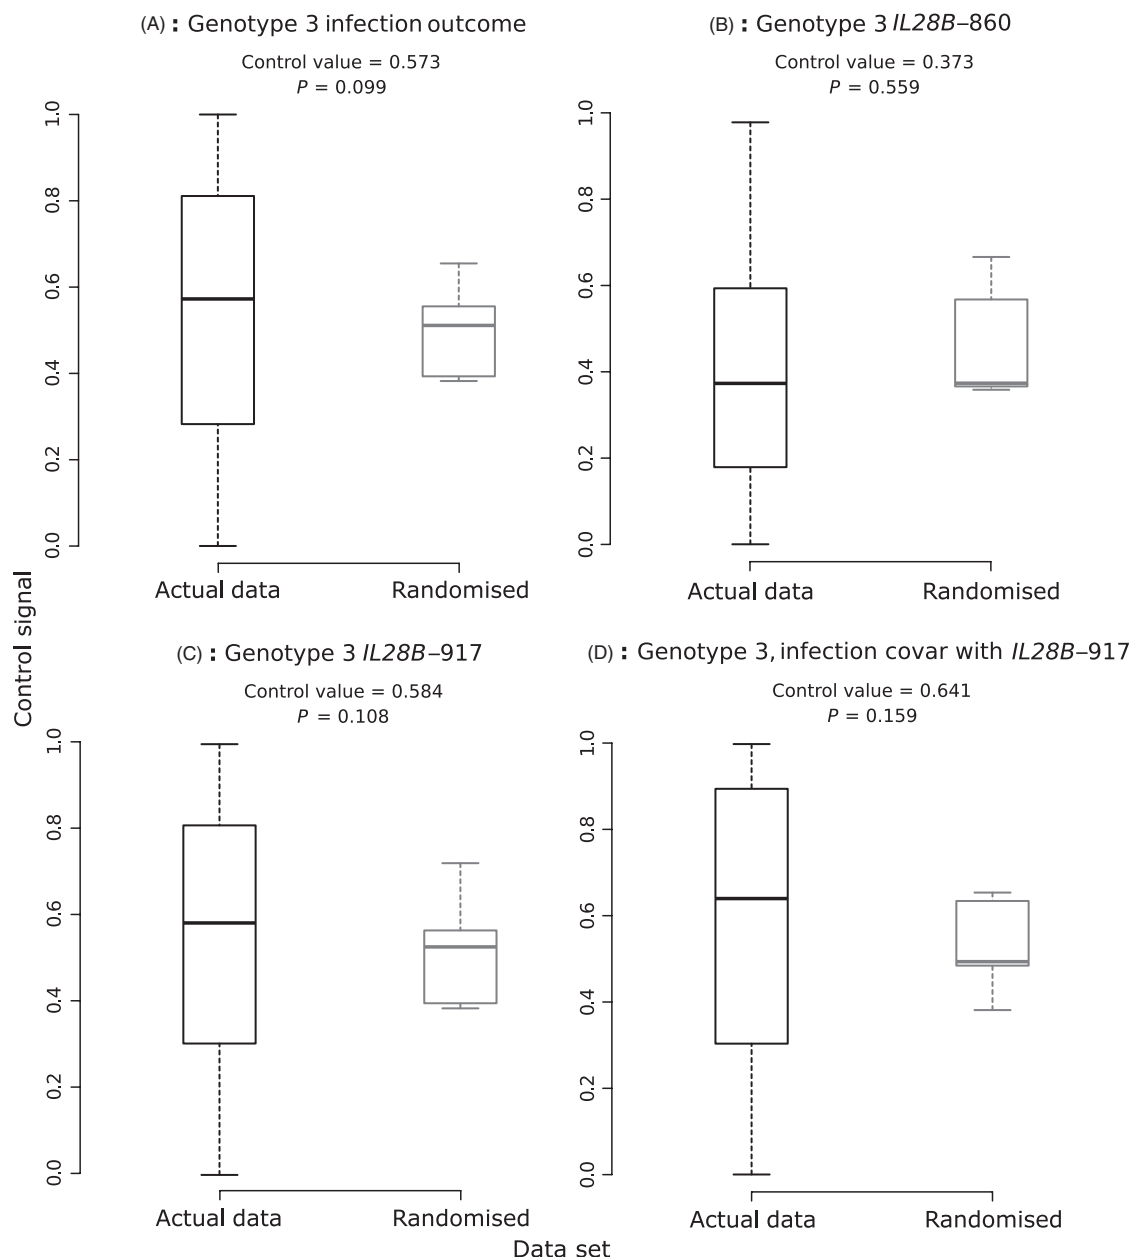 (A) : Genotype 3 infection outcome
Control value = 0.573
P = 0.099
1.0
0.8
0.6
0.4
0.2
0.0
Actual data Randomised
(B) : Genotype 3 IL28B–860
Control value = 0.373
P = 0.559
1.0
0.8
0.6
0.4
0.2
0.0
Actual data Randomised
Control signal
(C) : Genotype 3 IL28B–917
Control value = 0.584
P = 0.108
1.0
0.8
0.6
0.4
0.2
0.0
Actual data Randomised
(D) : Genotype 3, infection covar with IL28B–917
Control value = 0.641
P = 0.159
1.0
0.8
0.6
0.4
0.2
0.0
Actual data Randomised
Data set